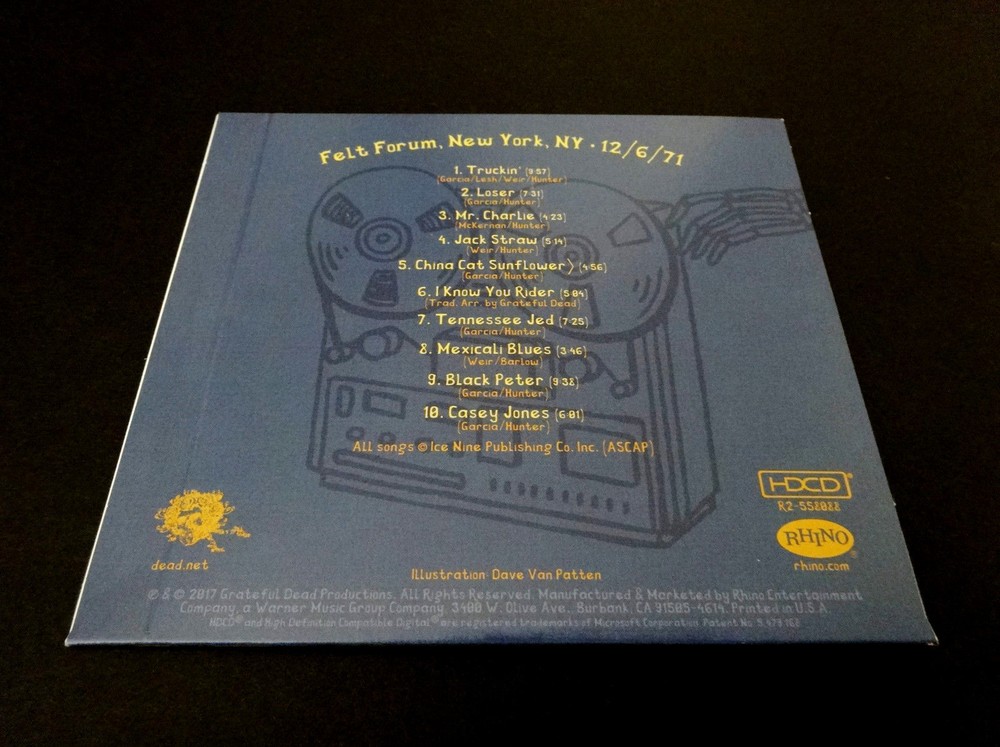 Felt Forum, New York, NY • 12/6/71
1. Truckin' (9:57)
(Garcia/Lesh/Weir/Hunter)
2. Loser (7:31)
(Garcia/Hunter)
3. Mr. Charlie (4:23)
(McKernan/Hunter)
4. Jack Straw (5:14)
(Weir/Hunter)
5. China Cat Sunflower > (4:56)
(Garcia/Hunter)
6. I Know You Rider (5:04)
(Trad. Arr. by Grateful Dead)
7. Tennessee Jed (7:25)
(Garcia/Hunter)
8. Mexicali Blues (3:46)
(Weir/Barlow)
9. Black Peter (9:38)
(Garcia/Hunter)
10. Casey Jones (6:01)
(Garcia/Hunter)
All songs © Ice Nine Publishing Co. Inc. (ASCAP)
HDCD®
R2-558022
RHINO®
rhino.com
dead.net
Illustration: Dave Van Patten
℗ & © 2017 Grateful Dead Productions. All Rights Reserved. Manufactured & Marketed by Rhino Entertainment
Company, a Warner Music Group Company, 3400 W. Olive Ave., Burbank, CA 91505-4614. Printed in U.S.A.
HDCD® and High Definition Compatible Digital® are registered trademarks of Microsoft Corporation Patent No. 5,479,168